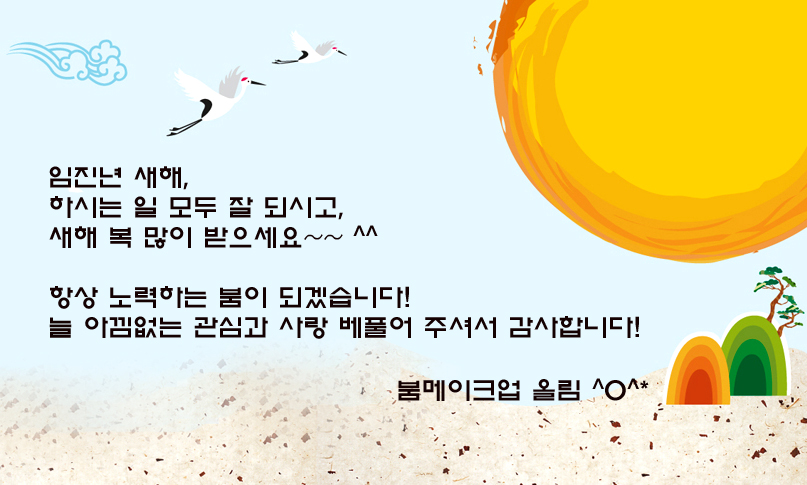 임진년 새해,
하시는 일 모두 잘 되시고,
새해 복 많이 받으세요~~ ^^
항상 노력하는 붐이 되겠습니다!
늘 아낌없는 관심과 사랑 베풀어 주셔서 감사합니다!
붐메이크업 올림 ^O^*